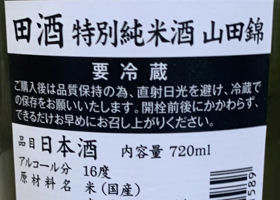 田酒 特別純米酒 山田錦
要冷蔵
ご購入後は品質保持の為、直射日光を避け、冷蔵で
の保存をお願いいたします。開栓前後にかかわらず、
できるだけお早めにお召し上がりください。
品目 日本酒 内容量 720ml
アルコール分 16度
原材料名 米(国産)
589